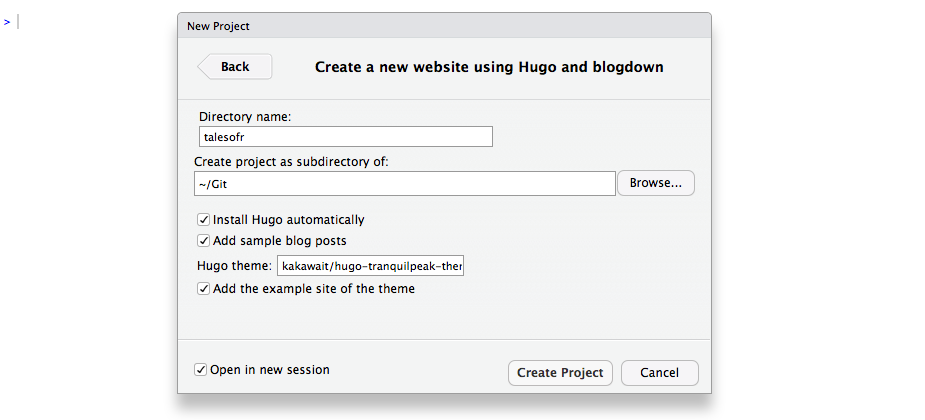 >
New Project
Back
Create a new website using Hugo and blogdown
Directory name:
talesofr
Create project as subdirectory of:
~/Git
Browse...
Install Hugo automatically
Add sample blog posts
Hugo theme: kakawait/hugo-tranquilpeak-ther
Add the example site of the theme
Open in new session
Create Project
Cancel